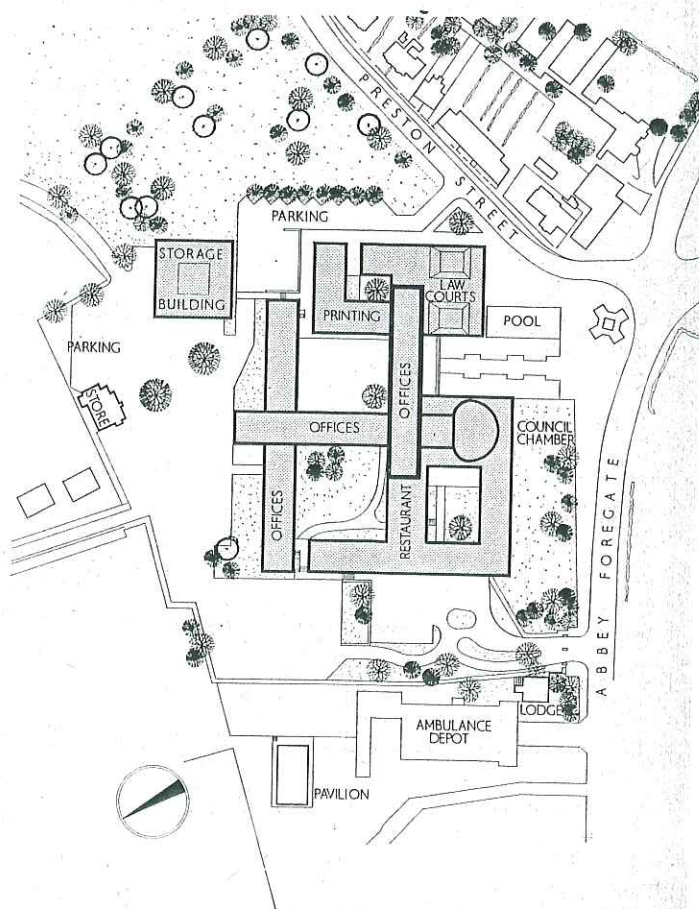 PRESTON STREET
PARKING
STORAGE
BUILDING
LAW
COURTS
PRINTING
POOL
PARKING
STORE
OFFICES
OFFICES
COUNCIL
CHAMBER
OFFICES
RESTAURANT
ABBEY FOREGATE
LODGE
AMBULANCE
DEPOT
PAVILION